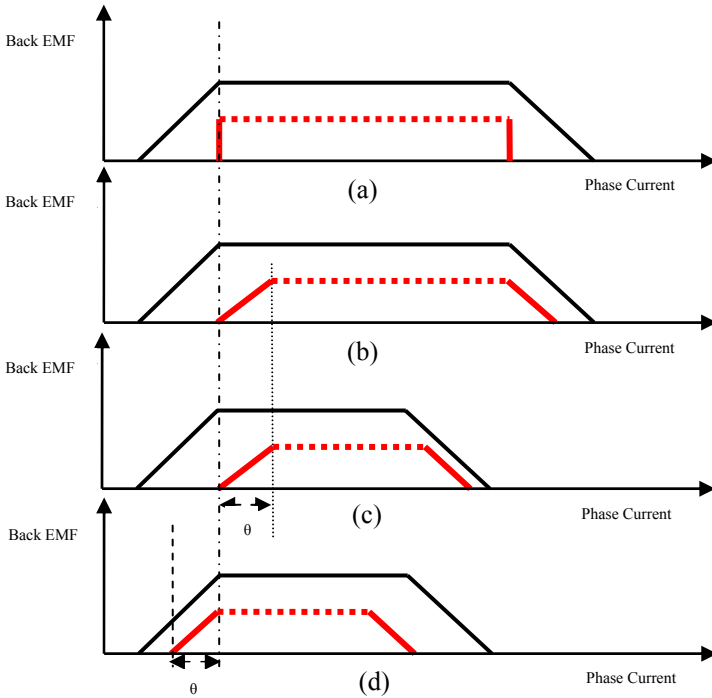 Back EMF
(a)
Phase Current
Back EMF
(b)
Phase Current
Back EMF
θ
(c)
Phase Current
Back EMF
θ
(d)
Phase Current